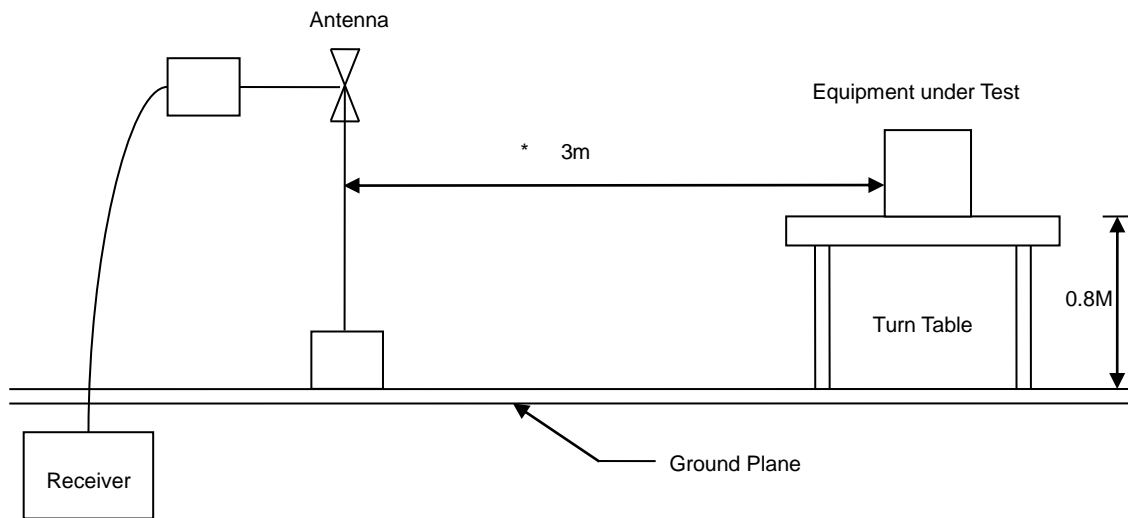 Antenna
Equipment under Test
* 3m
0.8M
Turn Table
Ground Plane
Receiver